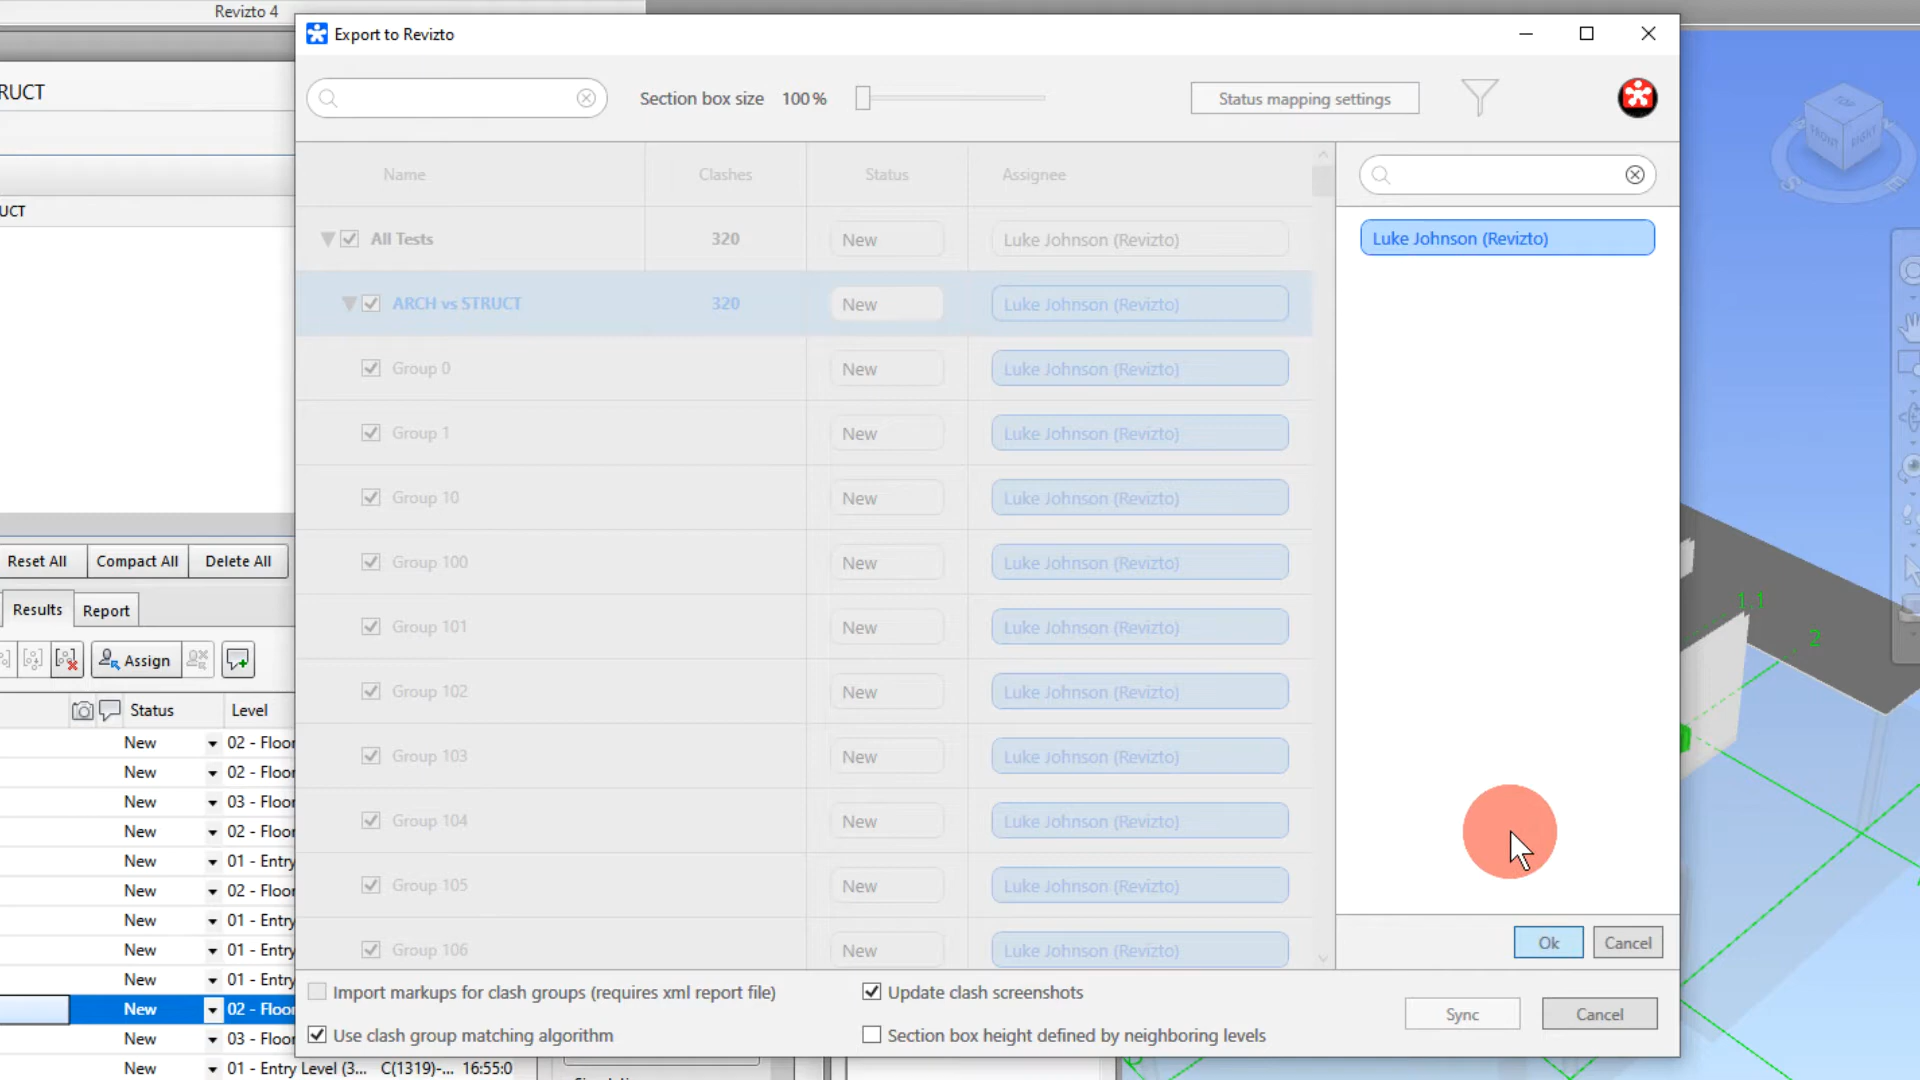 Revizto 4
Export to Revizto
RUCT
Section box size 100 %
Status mapping settings
Name Clashes Status Assignee
UCT
All Tests 320 New Luke Johnson (Revizto)
Luke Johnson (Revizto)
ARCH vs STRUCT 320 New Luke Johnson (Revizto)
Group 0 New Luke Johnson (Revizto)
Group 1 New Luke Johnson (Revizto)
Group 10 New Luke Johnson (Revizto)
Group 100 New Luke Johnson (Revizto)
Group 101 New Luke Johnson (Revizto)
Group 102 New Luke Johnson (Revizto)
Group 103 New Luke Johnson (Revizto)
Group 104 New Luke Johnson (Revizto)
Group 105 New Luke Johnson (Revizto)
Group 106 New Luke Johnson (Revizto)
Ok Cancel
Import markups for clash groups (requires xml report file)
Update clash screenshots
Use clash group matching algorithm
Section box height defined by neighboring levels
Sync Cancel
Reset All Compact All Delete All
Results Report
Assign
Status Level
New 02 - Floor
New 02 - Floor
New 03 - Floor
New 02 - Floor
New 01 - Entry
New 02 - Floor
New 01 - Entry
New 01 - Entry
New 01 - Entry
New 02 - Floor
New 03 - Floor
New 01 - Entry Level (3... C(1319)-... 16:55:0
TOP
FRONT
RIGHT
S
E
1.1
2